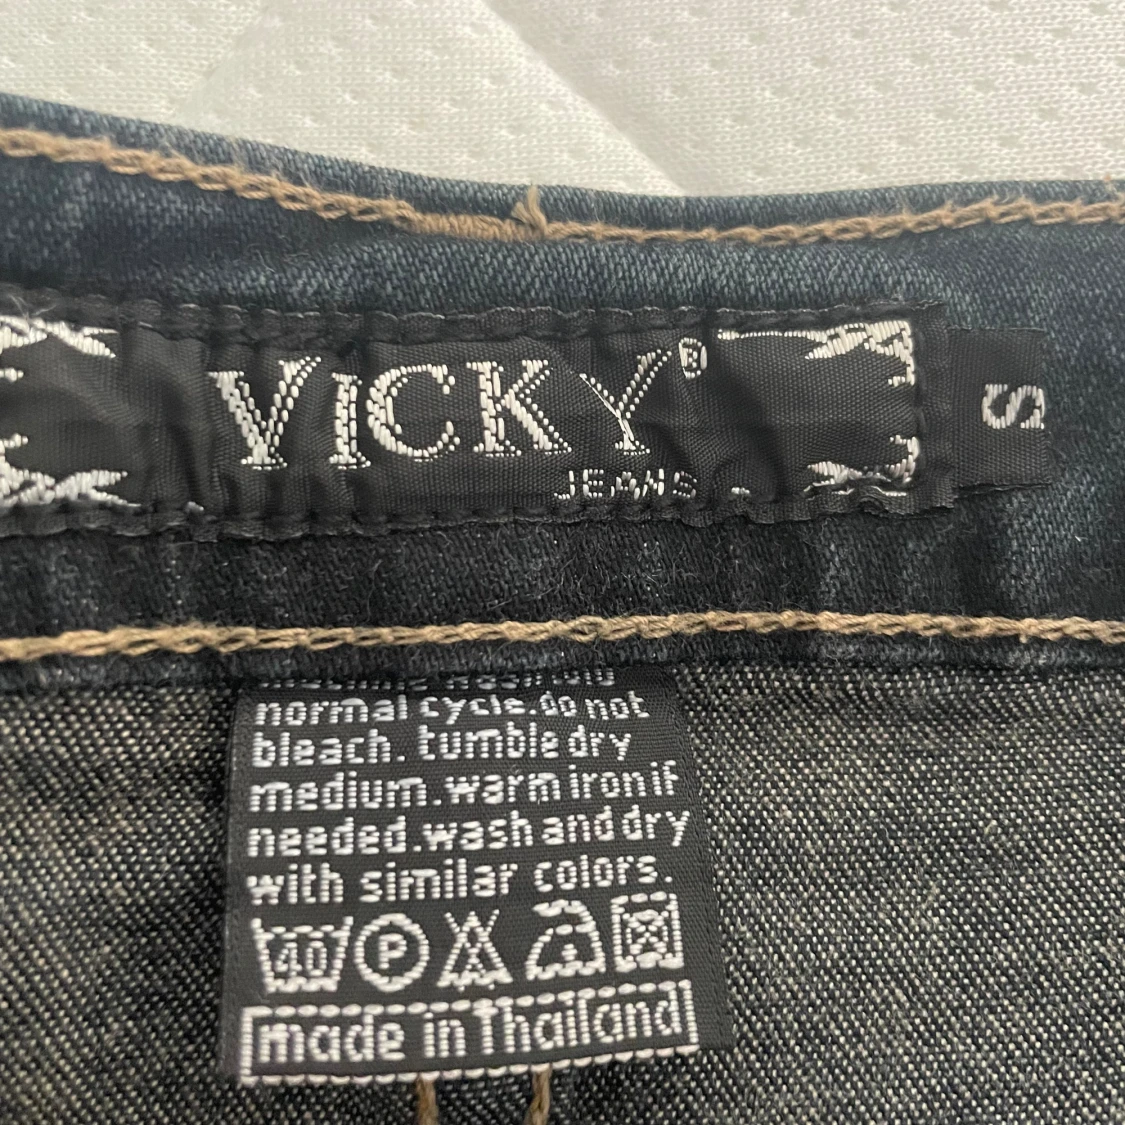 VICKY®
JEANS
S
normal cycle.do not
bleach. tumble dry
medium.warm iron if
needed.wash and dry
with similar colors.
40 P
made in Thailand